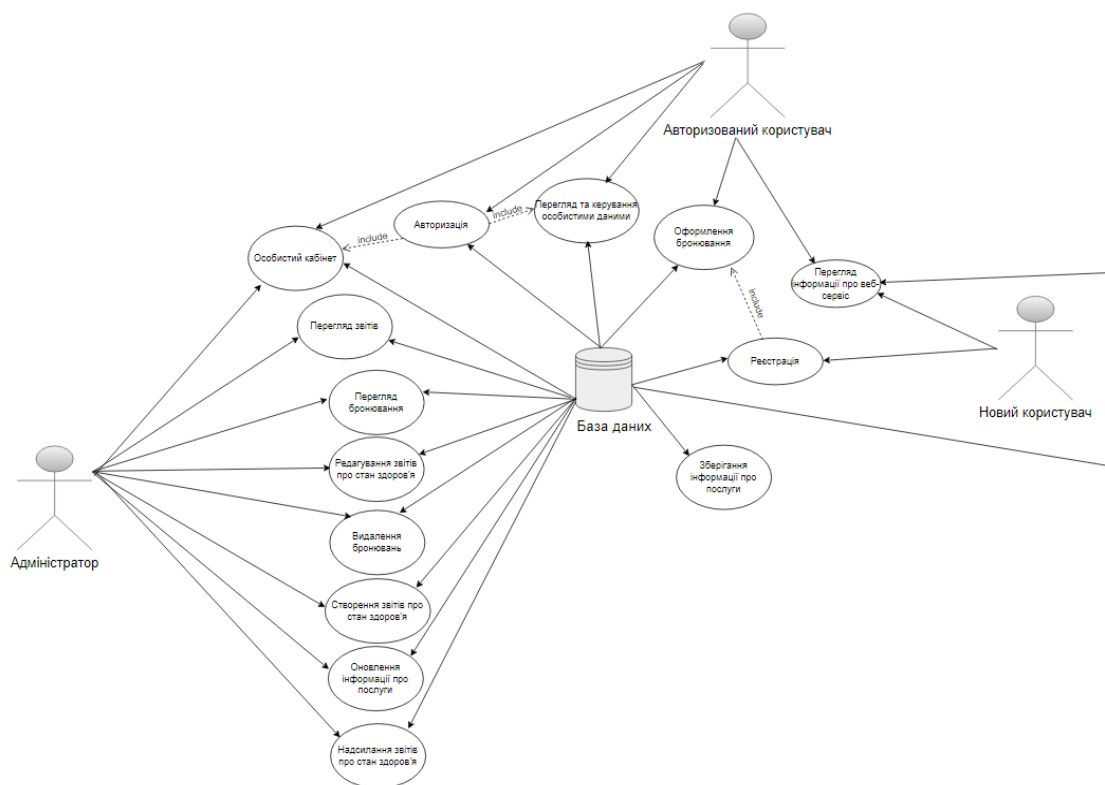 Авторизований користувач
Перегляд та керування
особистими даними
Авторизація
include
include
Оформлення
бронювання
Особистий кабінет
Перегляд
інформації про веб-
сервіс
include
Перегляд звітів
Реєстрація
Новий користувач
Перегляд
бронювання
База даних
Редагування звітів
про стан здоров'я
Зберігання
інформації про
послуги
Видалення
бронювань
Адміністратор
Створення звітів про
стан здоров'я
Оновлення
інформації про
послуги
Надсилання звітів
про стан здоров'я